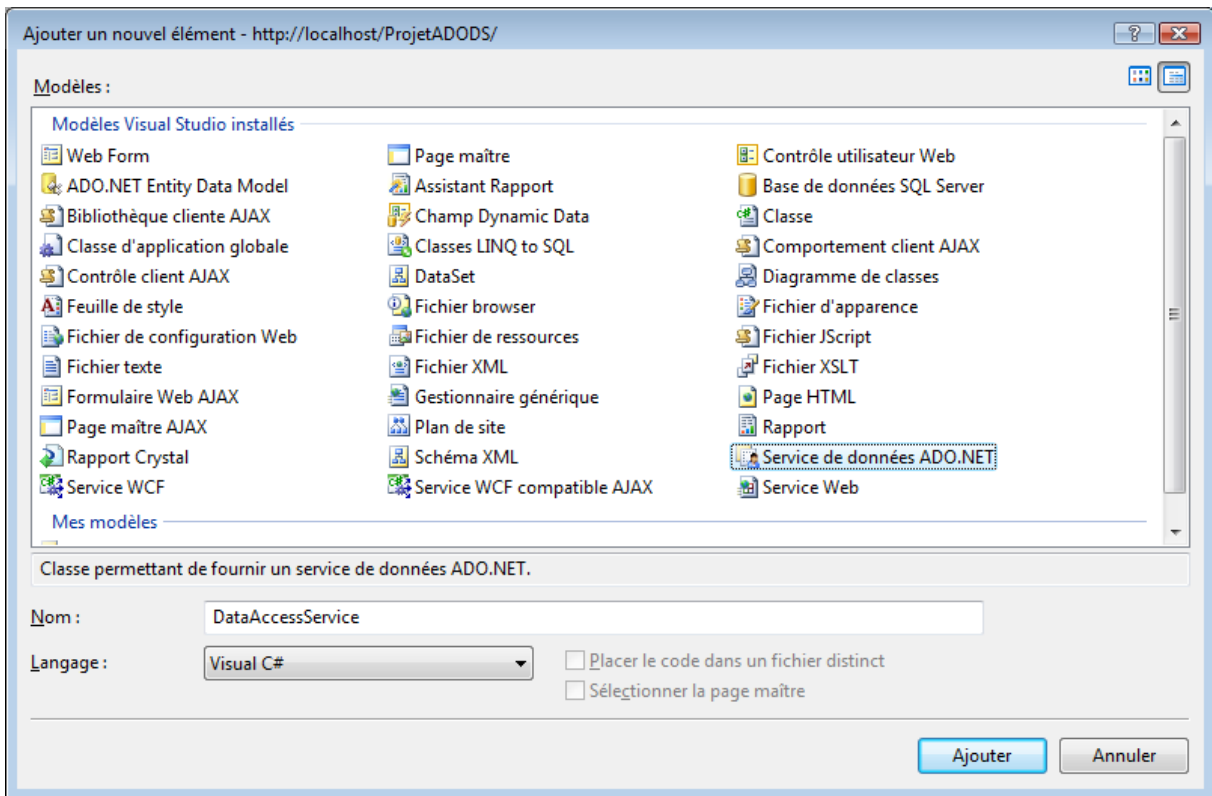 Ajouter un nouvel élément - http://localhost/ProjetADODS/
Modèles :
Modèles Visual Studio installés
Web Form Page maître Contrôle utilisateur Web
ADO.NET Entity Data Model Assistant Rapport Base de données SQL Server
Bibliothèque cliente AJAX Champ Dynamic Data Classe
Classe d'application globale Classes LINQ to SQL Comportement client AJAX
Contrôle client AJAX DataSet Diagramme de classes
Feuille de style Fichier browser Fichier d'apparence
Fichier de configuration Web Fichier de ressources Fichier JScript
Fichier texte Fichier XML Fichier XSLT
Formulaire Web AJAX Gestionnaire générique Page HTML
Page maître AJAX Plan de site Rapport
Rapport Crystal Schéma XML Service de données ADO.NET
Service WCF Service WCF compatible AJAX Service Web
Mes modèles
Classe permettant de fournir un service de données ADO.NET.
Nom : DataAccessService
Langage : Visual C# Placer le code dans un fichier distinct
Sélectionner la page maître
Ajouter Annuler